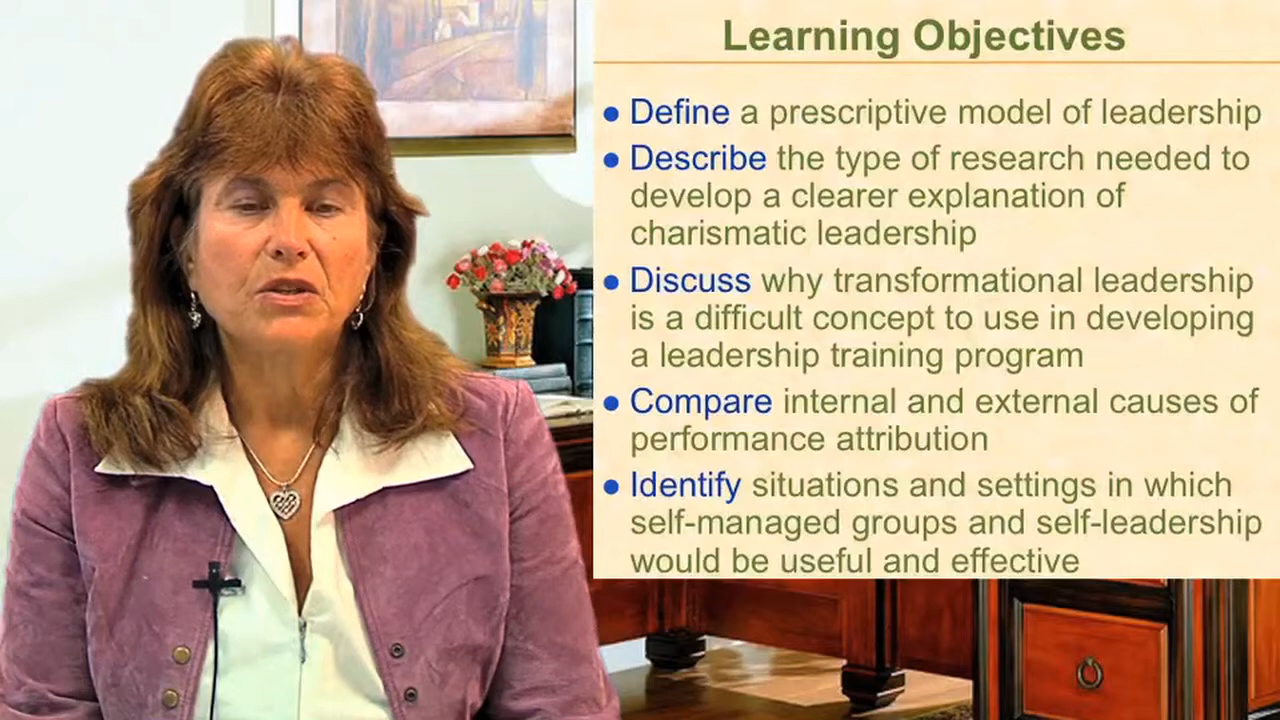 Learning Objectives
● Define a prescriptive model of leadership
● Describe the type of research needed to
develop a clearer explanation of
charismatic leadership
● Discuss why transformational leadership
is a difficult concept to use in developing
a leadership training program
● Compare internal and external causes of
performance attribution
● Identify situations and settings in which
self-managed groups and self-leadership
would be useful and effective